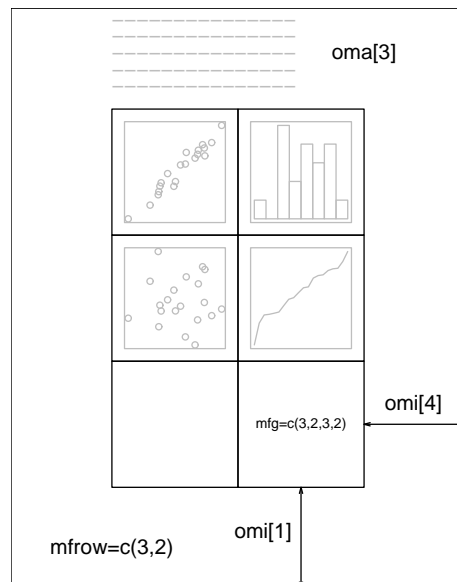 oma[3]
mfg=c(3,2,3,2)
omi[4]
omi[1]
mfrow=c(3,2)